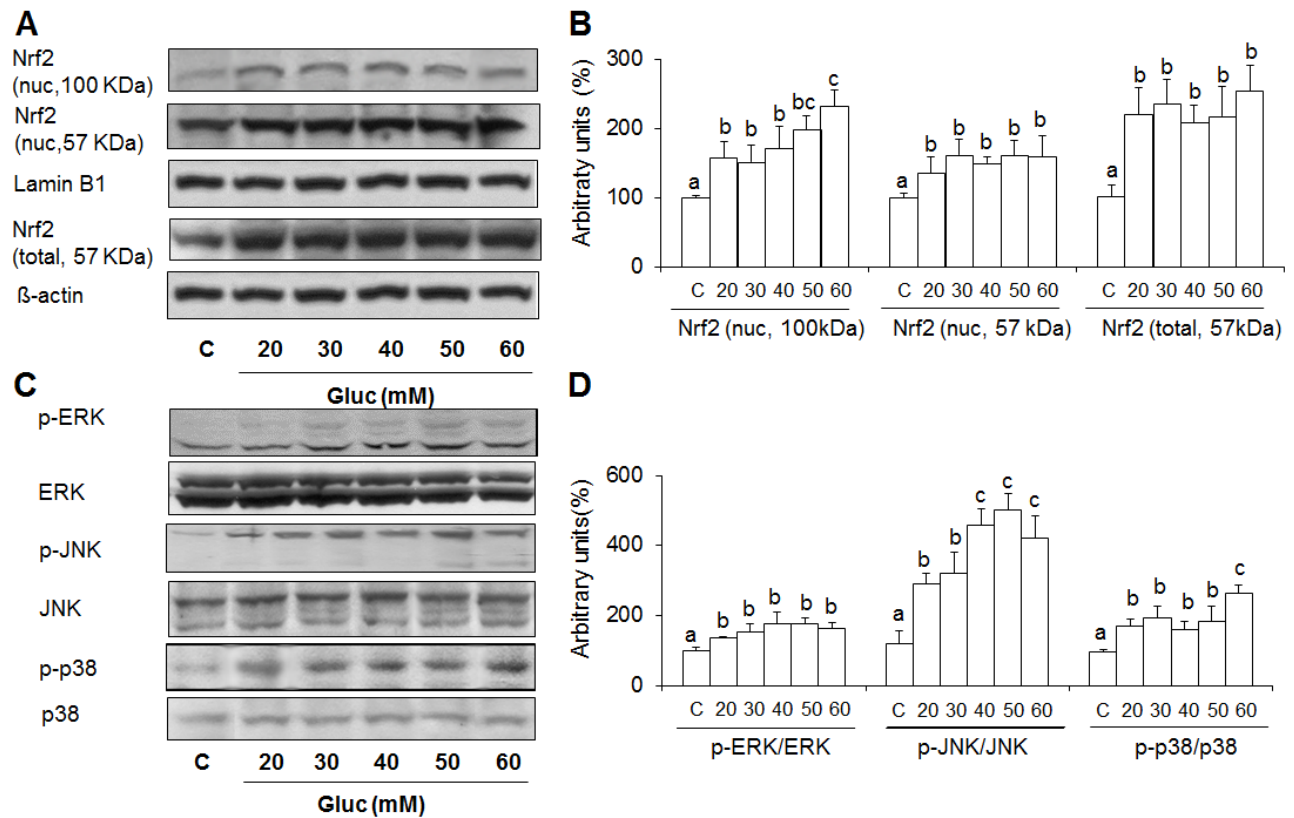 A
Nrf2
(nuc,100 KDa)
Nrf2
(nuc,57 KDa)
Lamin B1
Nrf2
(total, 57 KDa)
ß-actin
C 20 30 40 50 60
Gluc (mM)
B
Arbitraty units (%)
300
200
100
0
a b b b bc c
a b b b b b
a b b b b b
C 20 30 40 50 60 C 20 30 40 50 60 C 20 30 40 50 60
Nrf2 (nuc, 100kDa) Nrf2 (nuc, 57 kDa) Nrf2 (total, 57kDa)
C
p-ERK
ERK
p-JNK
JNK
p-p38
p38
C 20 30 40 50 60
Gluc (mM)
D
Arbitrary units(%)
600
400
200
0
a b b b b b
a b b c c c
a b b b b c
C 20 30 40 50 60 C 20 30 40 50 60 C 20 30 40 50 60
p-ERK/ERK p-JNK/JNK p-p38/p38